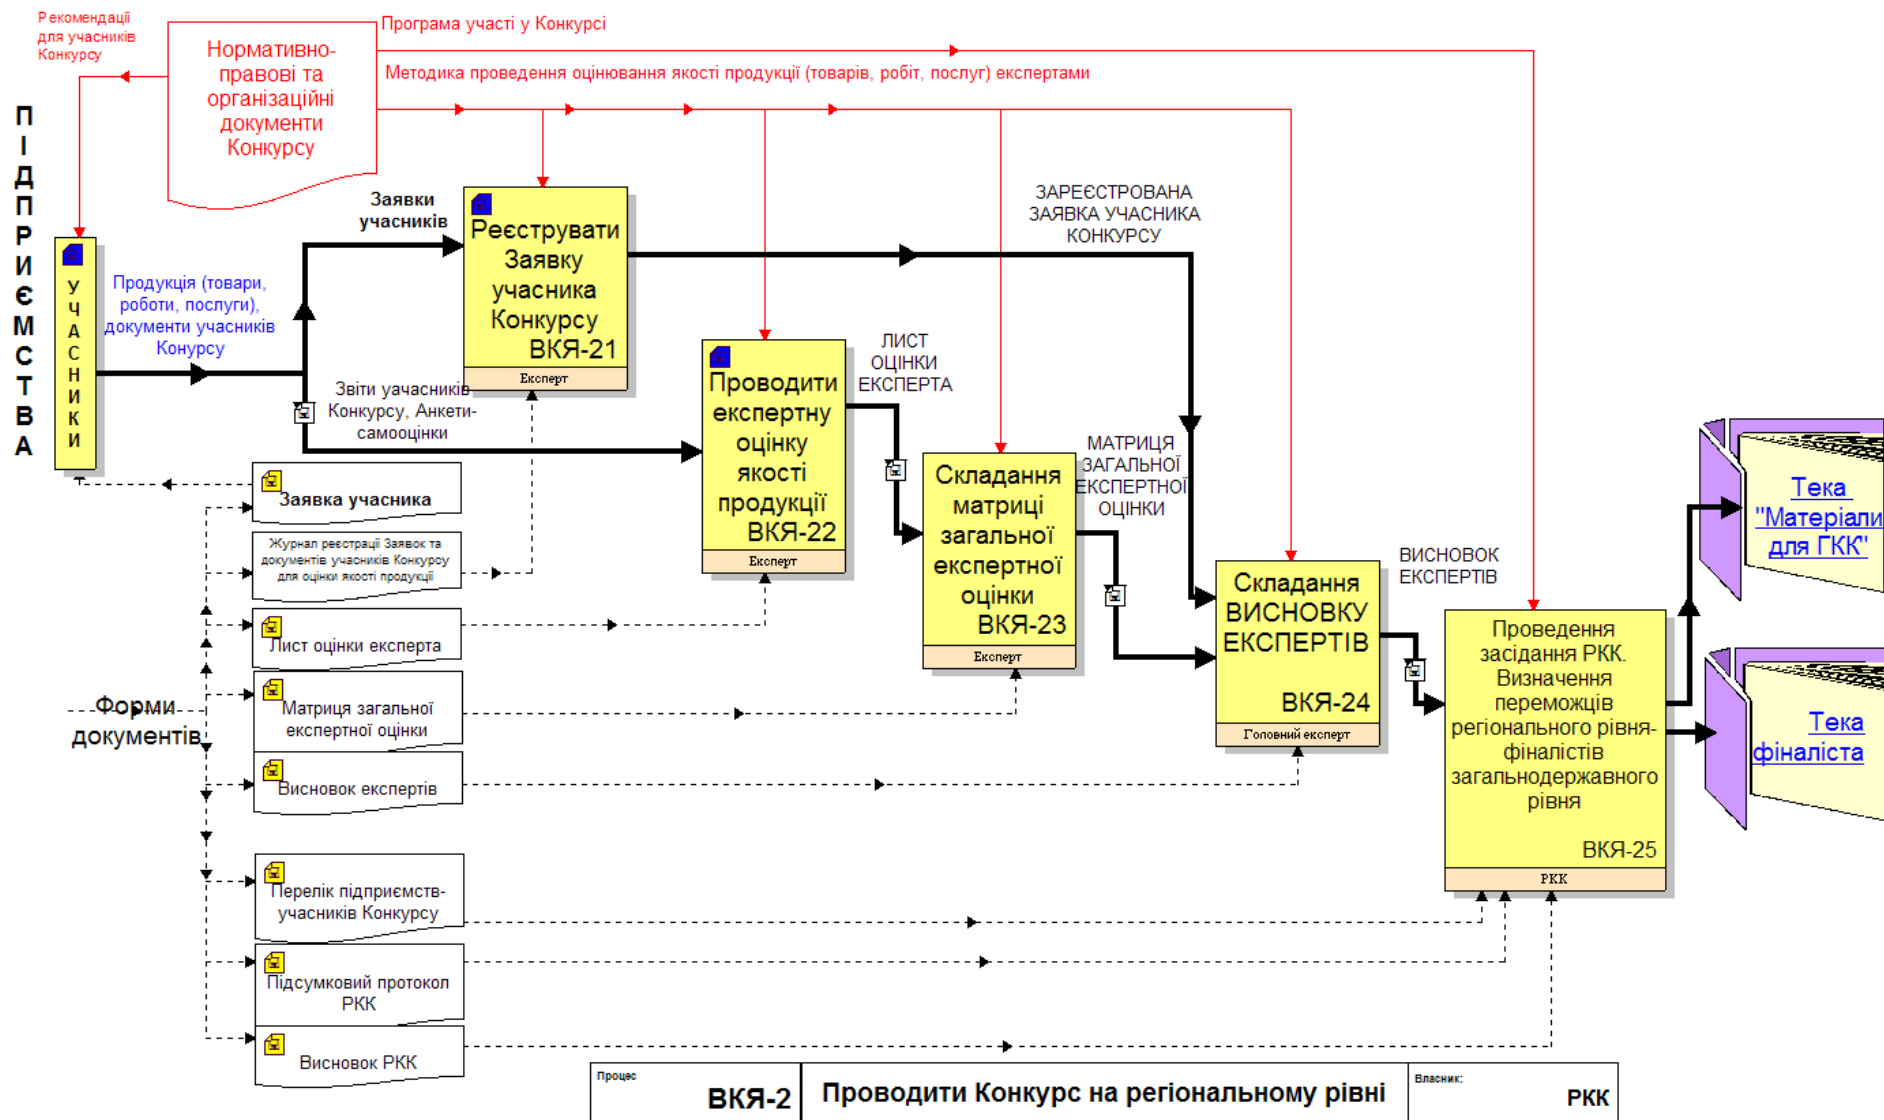 Рекомендації
для учасників
Конкурсу
Програма участі у Конкурсі
Нормативно-
правові та
організаційні
документи
Конкурсу
Методика проведення оцінювання якості продукції (товарів, робіт, послуг) експертами
ПІДПРИЄМСТВА
УЧАСНИКИ
Продукція (товари,
роботи, послуги),
документи учасників
Конурсу
Заявки
учасників
Реєструвати
Заявку
учасника
Конкурсу
ВКЯ-21
Експерт
ЗАРЕЄСТРОВАНА
ЗАЯВКА УЧАСНИКА
КОНКУРСУ
Звіти уачасників
Конкурсу, Анкети-
самооцінки
Проводити
експертну
оцінку
якості
продукції
ВКЯ-22
Експерт
ЛИСТ
ОЦІНКИ
ЕКСПЕРТА
Складання
матриці
загальної
експертної
оцінки
ВКЯ-23
Експерт
МАТРИЦЯ
ЗАГАЛЬНОЇ
ЕКСПЕРТНОЇ
ОЦІНКИ
Складання
ВИСНОВКУ
ЕКСПЕРТІВ
ВКЯ-24
Головний експерт
ВИСНОВОК
ЕКСПЕРТІВ
Проведення
засідання РКК.
Визначення
переможців
регіонального рівня-
фіналістів
загальнодержавного
рівня
ВКЯ-25
РКК
Тека
"Матеріали
для ГКК"
Тека
фіналіста
Форми
документів
Заявка учасника
Журнал реєстрації Заявок та
документів учасників Конкурсу
для оцінки якості продукції
Лист оцінки експерта
Матриця загальної
експертної оцінки
Висновок експертів
Перелік підприємств-
учасників Конкурсу
Підсумковий протокол
РКК
Висновок РКК
Процес
ВКЯ-2
Проводити Конкурс на регіональному рівні
Власник:
РКК